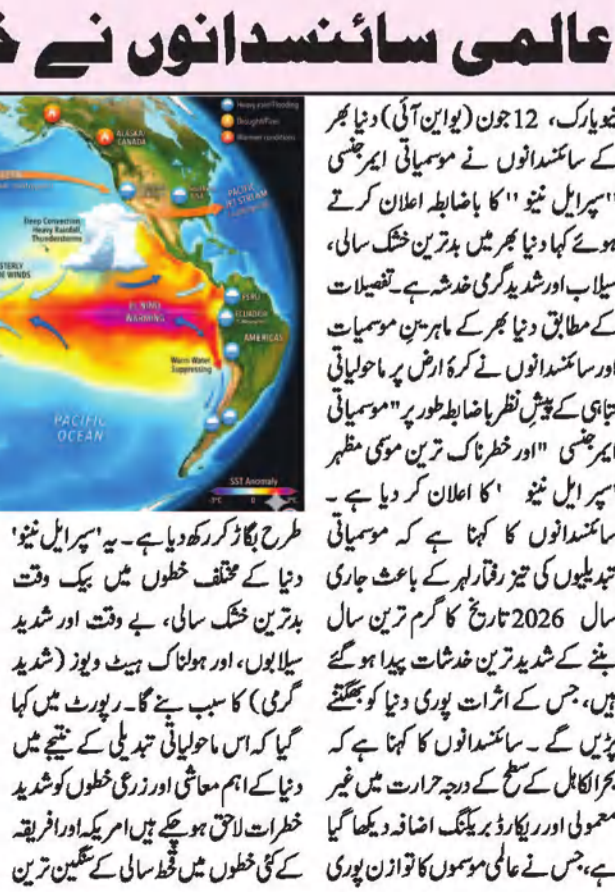 عالمی سائنسدانوں نے
نیویارک، 12 جون (یواین آئی) دنیا بھر
کے سائنسدانوں نے موسمیاتی ایمرجنسی
''سپر ایل نینو '' کا باضابطہ اعلان کرتے
ہوئے کہا دنیا بھر میں بدترین خشک سالی،
سیلاب اور شدید گرمی خدشہ ہے۔ تفصیلات
کے مطابق دنیا بھر کے ماہرینِ موسمیات
اور سائنسدانوں نے کرۂ ارض پر ماحولیاتی
تباہی کے پیش نظر باضابطہ طور پر "موسمیاتی
ایمرجنسی "اور خطرناک ترین موسمی مظہر
'سپر ایل نینو ' کا اعلان کر دیا ہے ۔
سائنسدانوں کا کہنا ہے کہ موسمیاتی
تبدیلیوں کی تیز رفتار لہر کے باعث جاری
سال 2026 تاریخ کا گرم ترین سال
بننے کے شدید ترین خدشات پیدا ہو گئے
ہیں، جس کے اثرات پوری دنیا کو بھگتنے
پڑیں گے ۔ سائنسدانوں کا کہنا ہے کہ
بحرالکاہل کے سطح کے درجہ حرارت میں غیر
معمولی اور ریکارڈ بریکنگ اضافہ دیکھا گیا
ہے، جس نے عالمی موسموں کا توازن پوری
Heavy rain/Flooding
Drought/Fires
Warmer conditions
ALASKA/
CANADA
PACIFIC
JET STREAM
Deep Convection,
Heavy Rainfall,
Thunderstorms
WINDS
EL NINO
WARMING
PERU
ECUADOR
AMERICAS
Warm Water
Suppressing
PACIFIC
OCEAN
SST Anomaly
-3°C 0 3°C
طرح بگاڑ کر رکھ دیا ہے۔ یہ 'سپر ایل نینو'
دنیا کے مختلف خطوں میں بیک وقت
بدترین خشک سالی، بے وقت اور شدید
سیلابوں، اور ہولناک ہیٹ ویوز (شدید
گرمی) کا سبب بنے گا۔ رپورٹ میں کہا
گیا کہ اس ماحولیاتی تبدیلی کے نتیجے میں
دنیا کے اہم معاشی اور زرعی خطوں کو شدید
خطرات لاحق ہو چکے ہیں امریکہ اور افریقہ
کے کئی خطوں میں قحط سالی کے سنگین ترین